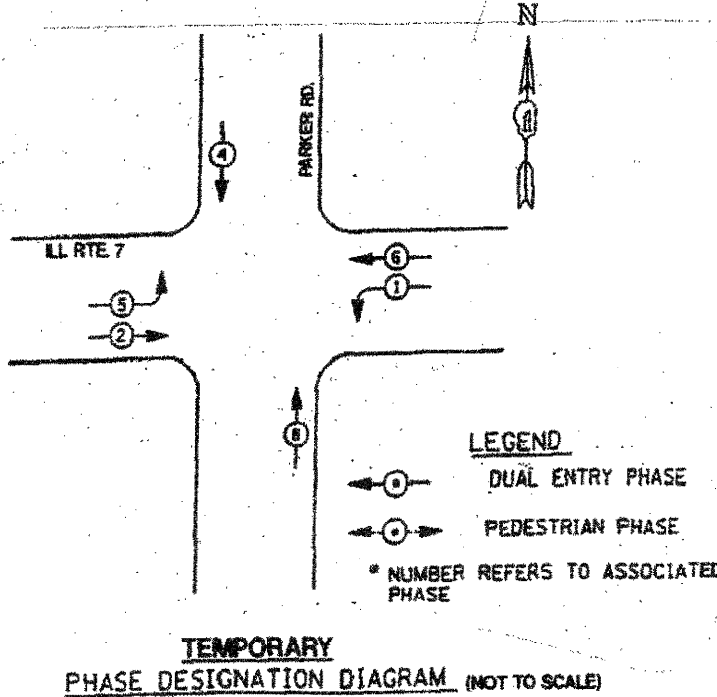 N
PARKER RD.
4
ILL RTE. 7
6
1
5
2
8
LEGEND
DUAL ENTRY PHASE
PEDESTRIAN PHASE
* NUMBER REFERS TO ASSOCIATED
PHASE
TEMPORARY
PHASE DESIGNATION DIAGRAM (NOT TO SCALE)